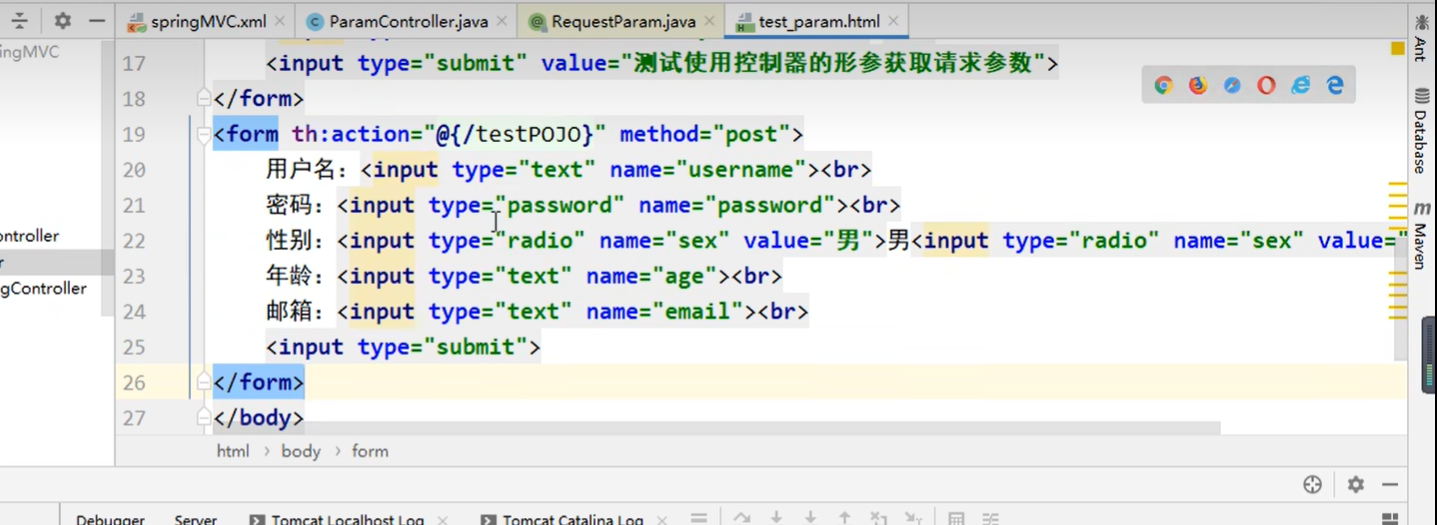 springMVC.xml ParamController.java RequestParam.java test_param.html
ingMVC
Ant
Database
m Maven
ontroller
r
gController
17 <input type="submit" value="测试使用控制器的形参获取请求参数">
18 </form>
19 <form th:action="@{/testPOJO}" method="post">
20 用户名：<input type="text" name="username"><br>
21 密码：<input type="password" name="password"><br>
22 性别：<input type="radio" name="sex" value="男">男<input type="radio" name="sex" value="
23 年龄：<input type="text" name="age"><br>
24 邮箱：<input type="text" name="email"><br>
25 <input type="submit">
26 </form>
27 </body>
html › body › form
Debugger Server Tomcat Localhost Log Tomcat Catalina Log